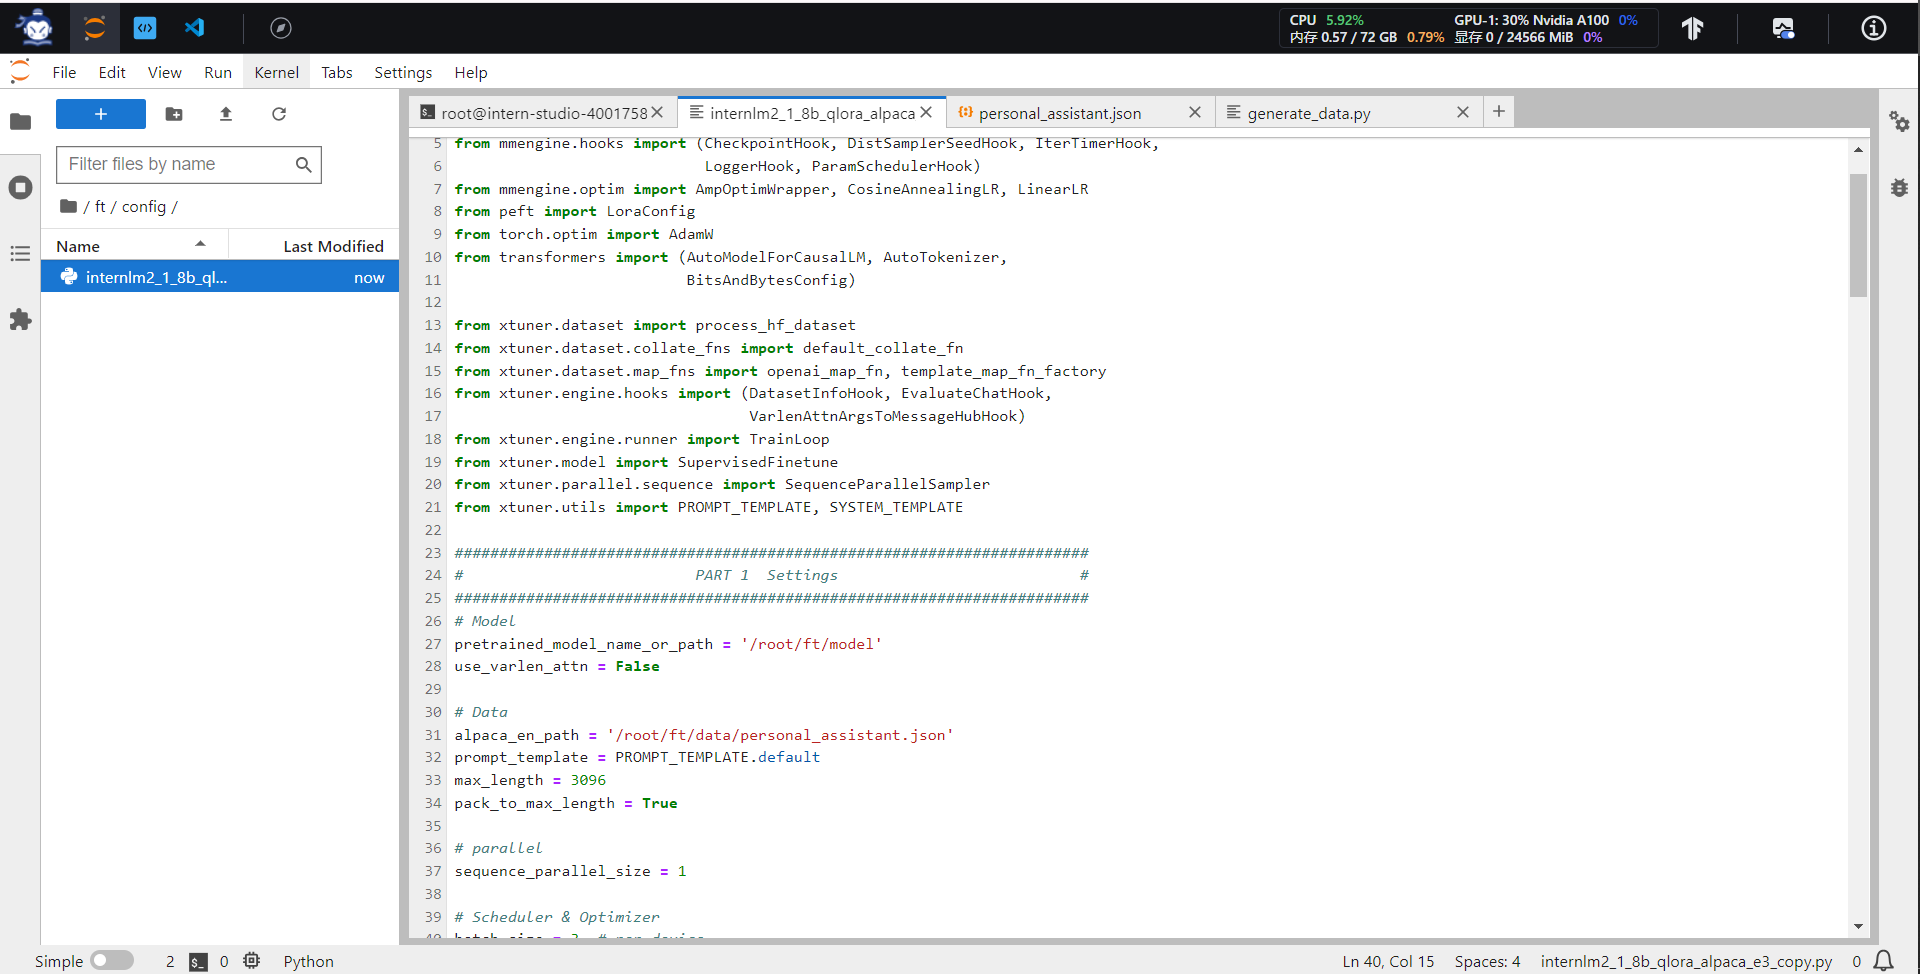 CPU 5.92% GPU-1: 30% Nvidia A100 0%
内存 0.57 / 72 GB 0.79% 显存 0 / 24566 MiB 0%
File Edit View Run Kernel Tabs Settings Help
root@intern-studio-4001758
internlm2_1_8b_qlora_alpaca
personal_assistant.json
generate_data.py
Filter files by name
/ ft / config /
Name Last Modified
internlm2_1_8b_ql... now
5 from mmengine.hooks import (CheckpointHook, DistSamplerSeedHook, IterTimerHook,
6 LoggerHook, ParamSchedulerHook)
7 from mmengine.optim import AmpOptimWrapper, CosineAnnealingLR, LinearLR
8 from peft import LoraConfig
9 from torch.optim import AdamW
10 from transformers import (AutoModelForCausalLM, AutoTokenizer,
11 BitsAndBytesConfig)
12
13 from xtuner.dataset import process_hf_dataset
14 from xtuner.dataset.collate_fns import default_collate_fn
15 from xtuner.dataset.map_fns import openai_map_fn, template_map_fn_factory
16 from xtuner.engine.hooks import (DatasetInfoHook, EvaluateChatHook,
17 VarlenAttnArgsToMessageHubHook)
18 from xtuner.engine.runner import TrainLoop
19 from xtuner.model import SupervisedFinetune
20 from xtuner.parallel.sequence import SequenceParallelSampler
21 from xtuner.utils import PROMPT_TEMPLATE, SYSTEM_TEMPLATE
22
23 #######################################################################
24 # PART 1 Settings #
25 #######################################################################
26 # Model
27 pretrained_model_name_or_path = '/root/ft/model'
28 use_varlen_attn = False
29
30 # Data
31 alpaca_en_path = '/root/ft/data/personal_assistant.json'
32 prompt_template = PROMPT_TEMPLATE.default
33 max_length = 3096
34 pack_to_max_length = True
35
36 # parallel
37 sequence_parallel_size = 1
38
39 # Scheduler & Optimizer
Simple 2 0 Python Ln 40, Col 15 Spaces: 4 internlm2_1_8b_qlora_alpaca_e3_copy.py 0